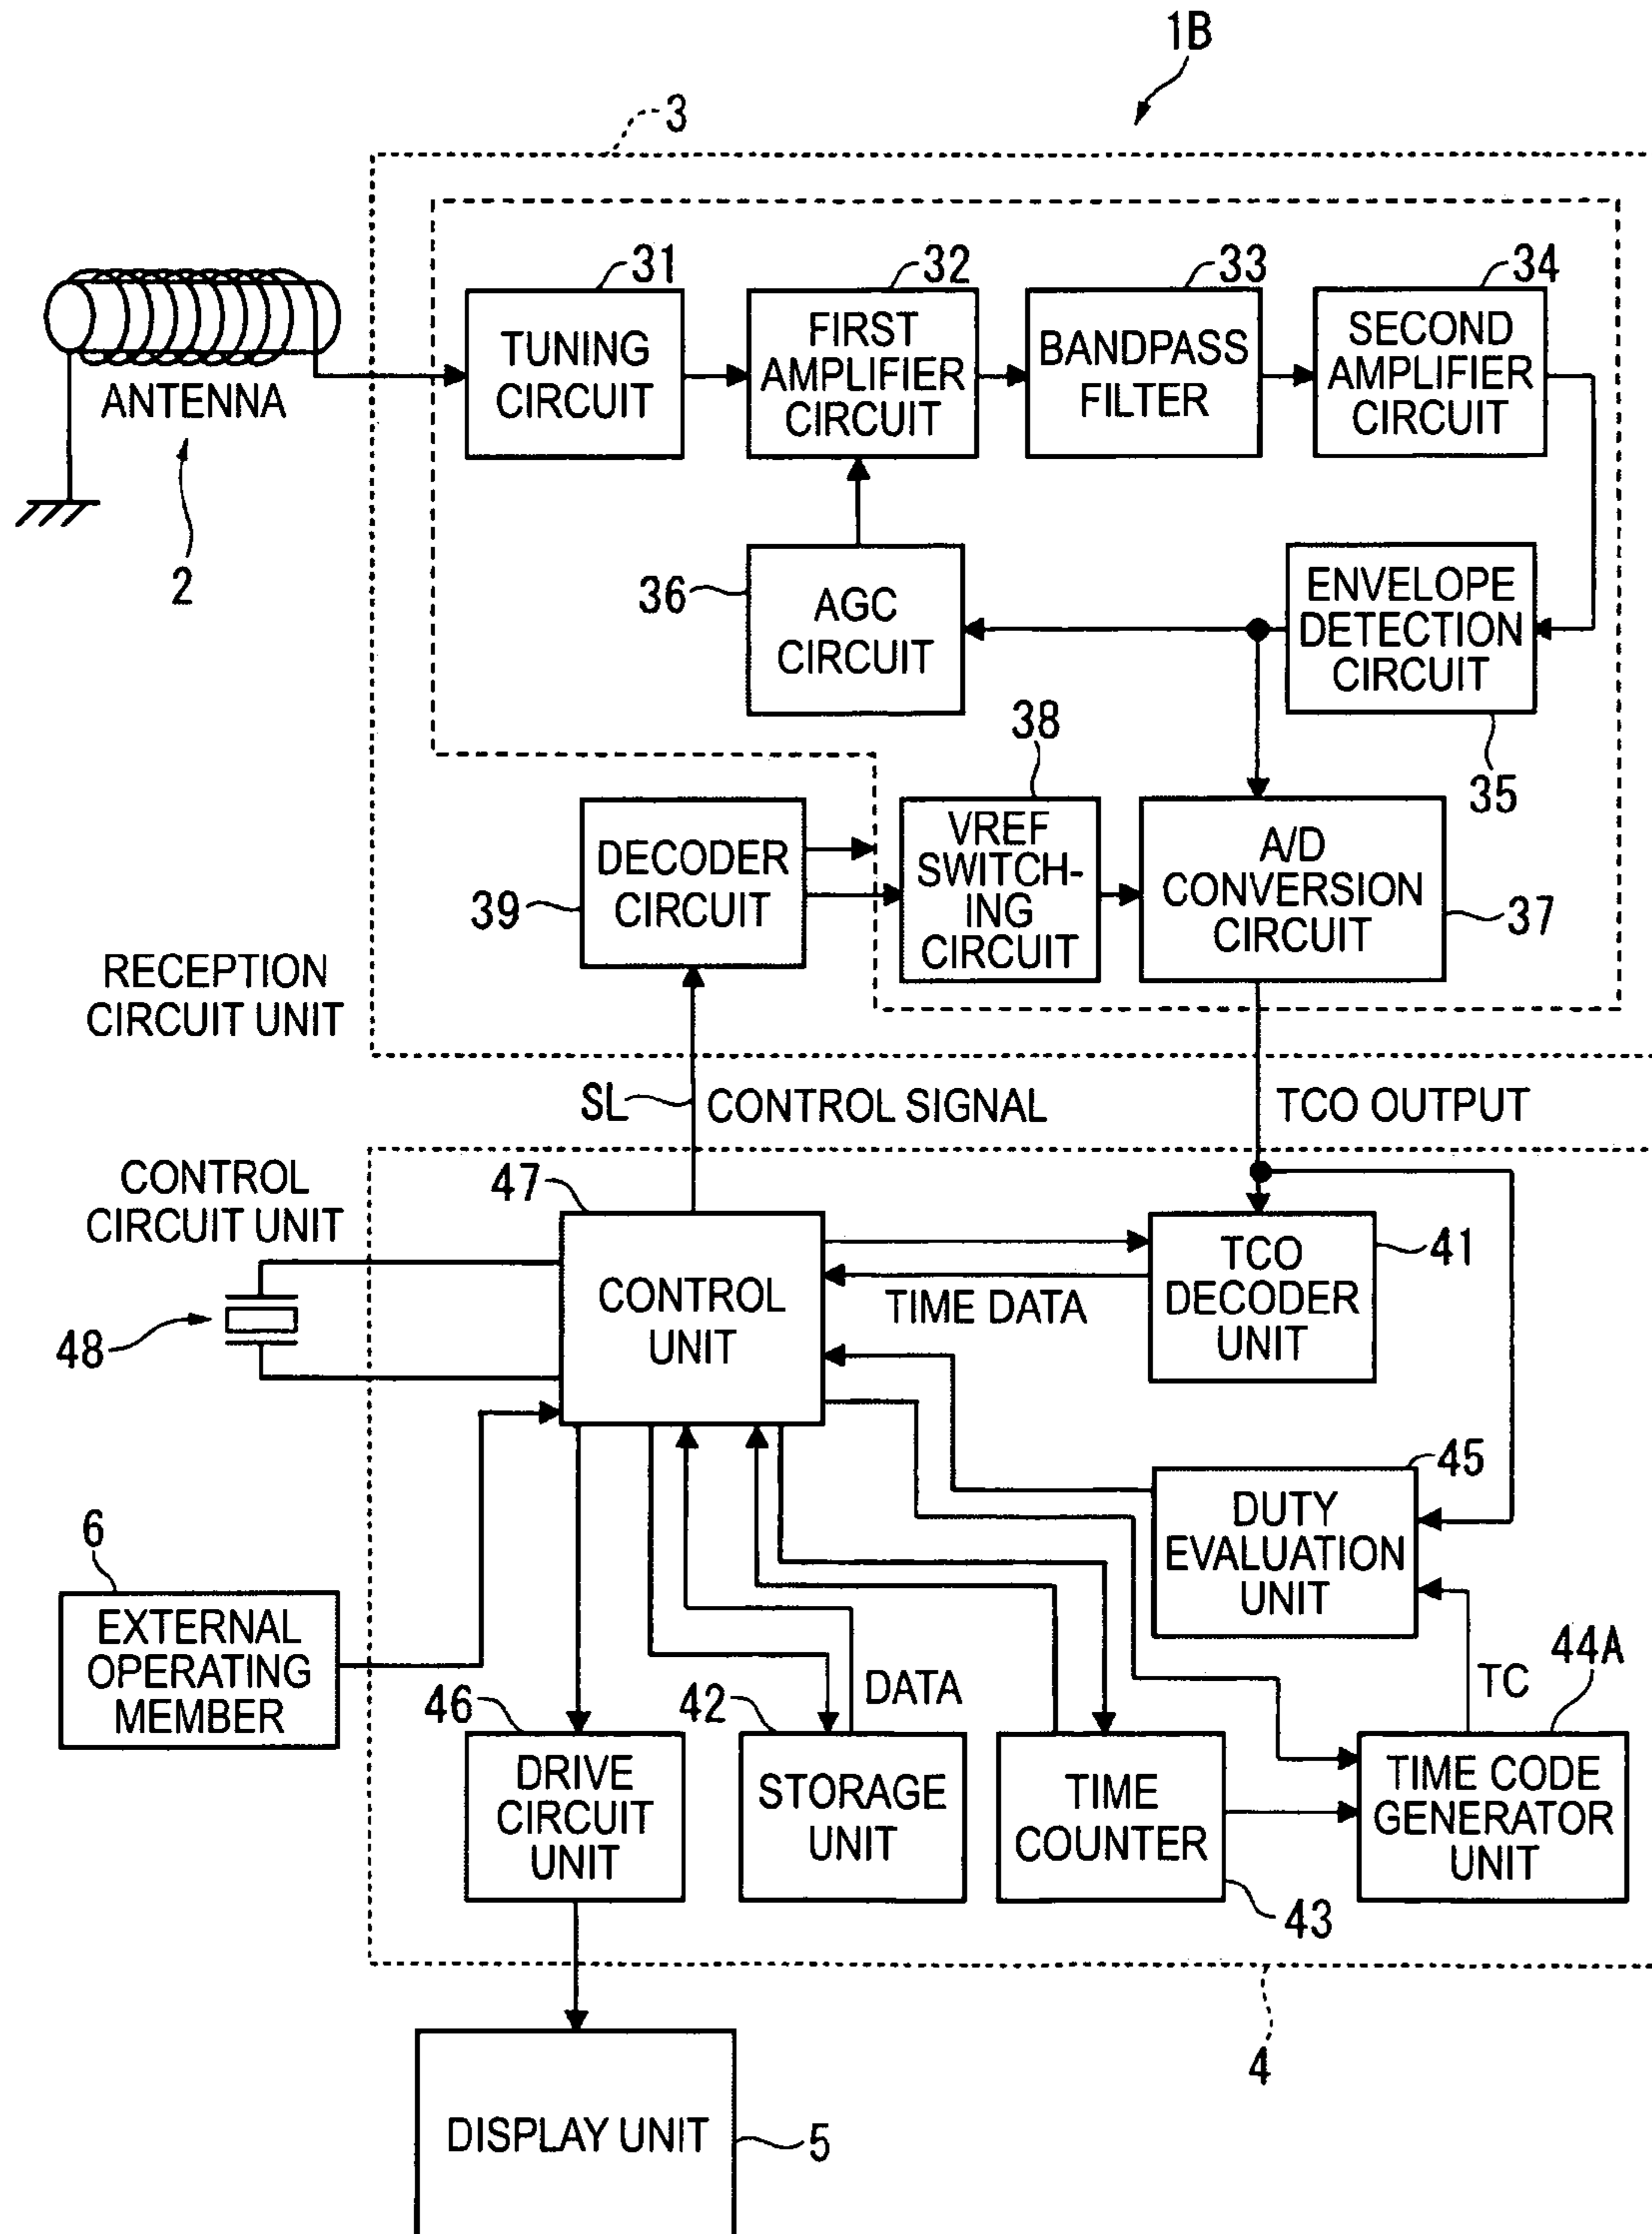 1B
3
31
32
33
34
TUNING
CIRCUIT
FIRST
AMPLIFIER
CIRCUIT
BANDPASS
FILTER
SECOND
AMPLIFIER
CIRCUIT
ANTENNA
2
36
AGC
CIRCUIT
ENVELOPE
DETECTION
CIRCUIT
35
38
39
DECODER
CIRCUIT
VREF
SWITCH-
ING
CIRCUIT
A/D
CONVERSION
CIRCUIT
37
RECEPTION
CIRCUIT UNIT
SL
CONTROL SIGNAL
TCO OUTPUT
CONTROL
CIRCUIT UNIT
47
CONTROL
UNIT
TIME DATA
TCO
DECODER
UNIT
41
48
45
DUTY
EVALUATION
UNIT
6
EXTERNAL
OPERATING
MEMBER
46
42
DATA
TC
44A
DRIVE
CIRCUIT
UNIT
STORAGE
UNIT
TIME
COUNTER
TIME CODE
GENERATOR
UNIT
43
4
DISPLAY UNIT
5